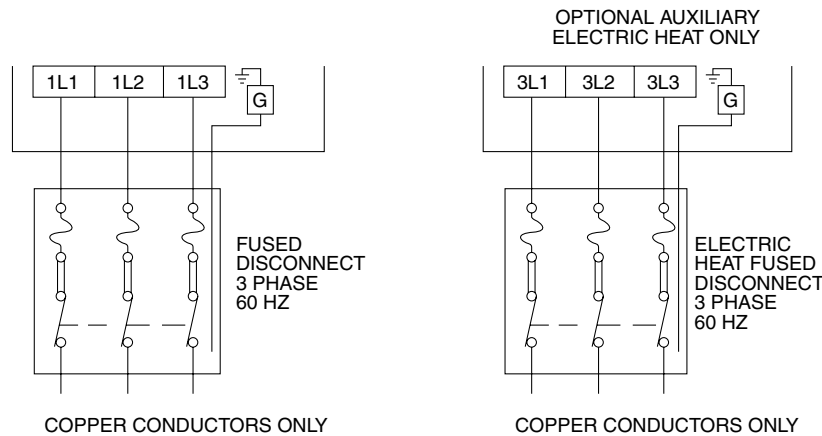 OPTIONAL AUXILIARY
ELECTRIC HEAT ONLY
1L1 1L2 1L3 G
3L1 3L2 3L3 G
FUSED
DISCONNECT
3 PHASE
60 HZ
ELECTRIC
HEAT FUSED
DISCONNECT
3 PHASE
60 HZ
COPPER CONDUCTORS ONLY
COPPER CONDUCTORS ONLY